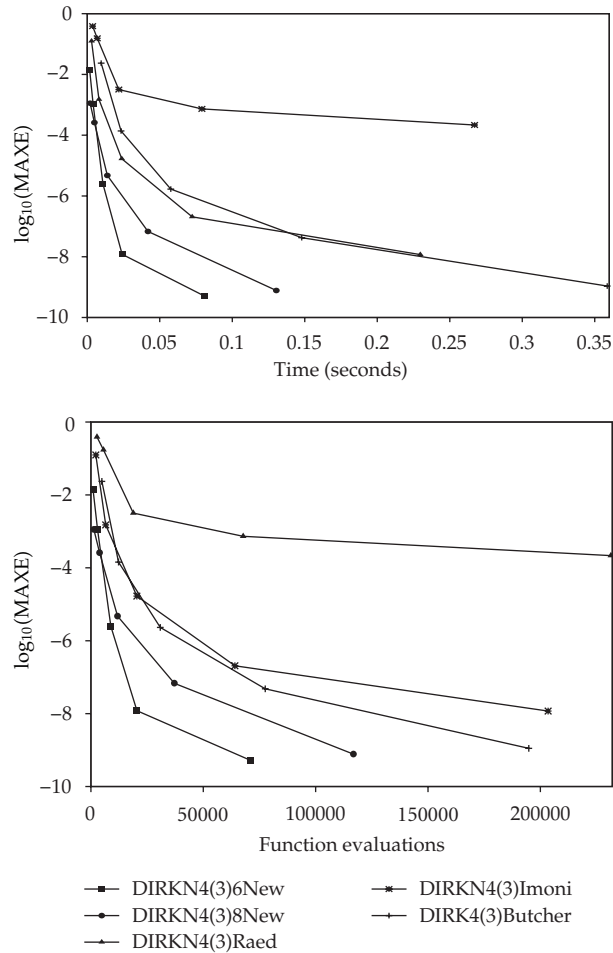 0
−2
−4
−6
−8
−10
log₁₀(MAXE)
0 0.05 0.1 0.15 0.2 0.25 0.3 0.35
Time (seconds)
0
−2
−4
−6
−8
−10
log₁₀(MAXE)
0 50000 100000 150000 200000
Function evaluations
DIRKN4(3)6New
DIRKN4(3)8New
DIRKN4(3)Raed
DIRKN4(3)Imoni
DIRK4(3)Butcher